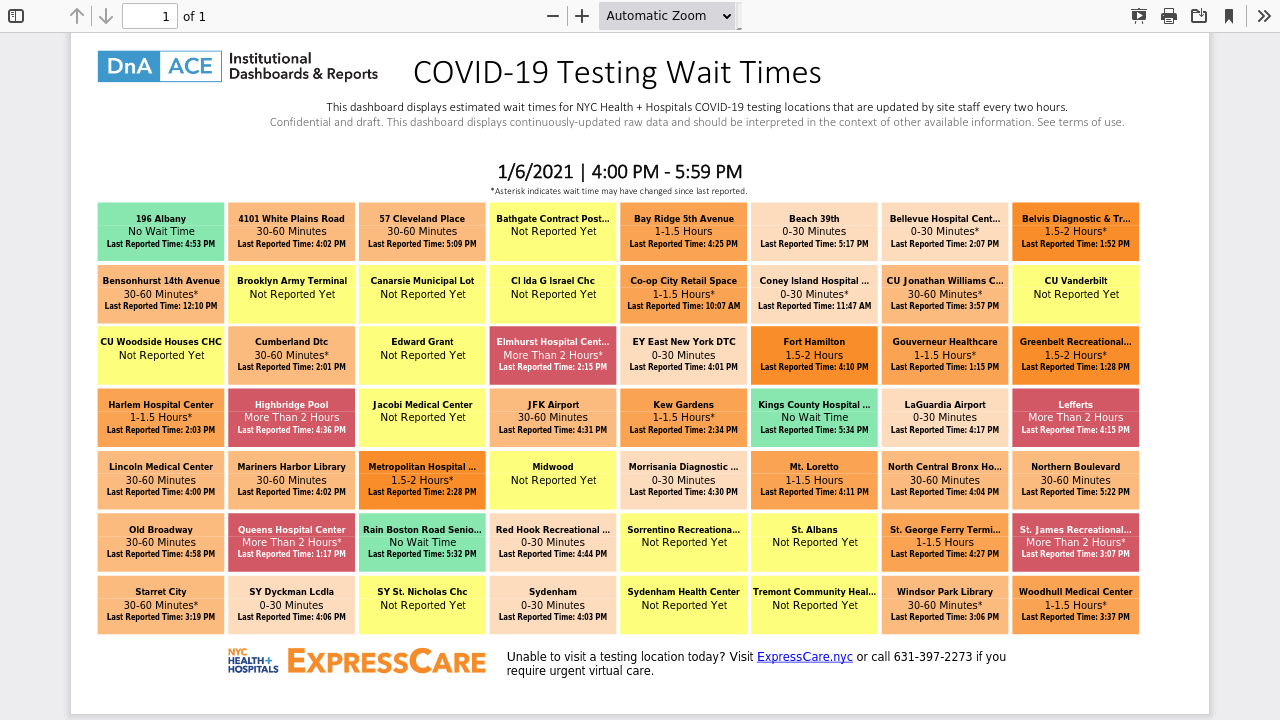 1 of 1 Automatic Zoom
DnA ACE Institutional
Dashboards & Reports
COVID-19 Testing Wait Times
This dashboard displays estimated wait times for NYC Health + Hospitals COVID-19 testing locations that are updated by site staff every two hours.
Confidential and draft. This dashboard displays continuously-updated raw data and should be interpreted in the context of other available information. See terms of use.
1/6/2021 | 4:00 PM - 5:59 PM
*Asterisk indicates wait time may have changed since last reported.
196 Albany
No Wait Time
Last Reported Time: 4:53 PM
4101 White Plains Road
30-60 Minutes
Last Reported Time: 4:02 PM
57 Cleveland Place
30-60 Minutes
Last Reported Time: 5:09 PM
Bathgate Contract Post...
Not Reported Yet
Bay Ridge 5th Avenue
1-1.5 Hours
Last Reported Time: 4:25 PM
Beach 39th
0-30 Minutes
Last Reported Time: 5:17 PM
Bellevue Hospital Cent...
0-30 Minutes*
Last Reported Time: 2:07 PM
Belvis Diagnostic & Tr...
1.5-2 Hours*
Last Reported Time: 1:52 PM
Bensonhurst 14th Avenue
30-60 Minutes*
Last Reported Time: 12:10 PM
Brooklyn Army Terminal
Not Reported Yet
Canarsie Municipal Lot
Not Reported Yet
CI Ida G Israel Chc
Not Reported Yet
Co-op City Retail Space
1-1.5 Hours*
Last Reported Time: 10:07 AM
Coney Island Hospital ...
0-30 Minutes*
Last Reported Time: 11:47 AM
CU Jonathan Williams C...
30-60 Minutes*
Last Reported Time: 3:57 PM
CU Vanderbilt
Not Reported Yet
CU Woodside Houses CHC
Not Reported Yet
Cumberland Dtc
30-60 Minutes*
Last Reported Time: 2:01 PM
Edward Grant
Not Reported Yet
Elmhurst Hospital Cent...
More Than 2 Hours*
Last Reported Time: 2:15 PM
EY East New York DTC
0-30 Minutes
Last Reported Time: 4:01 PM
Fort Hamilton
1.5-2 Hours
Last Reported Time: 4:10 PM
Gouverneur Healthcare
1-1.5 Hours*
Last Reported Time: 1:15 PM
Greenbelt Recreational...
1.5-2 Hours*
Last Reported Time: 1:28 PM
Harlem Hospital Center
1-1.5 Hours*
Last Reported Time: 2:03 PM
Highbridge Pool
More Than 2 Hours
Last Reported Time: 4:36 PM
Jacobi Medical Center
Not Reported Yet
JFK Airport
30-60 Minutes
Last Reported Time: 4:31 PM
Kew Gardens
1-1.5 Hours*
Last Reported Time: 2:34 PM
Kings County Hospital ...
No Wait Time
Last Reported Time: 5:34 PM
LaGuardia Airport
0-30 Minutes
Last Reported Time: 4:17 PM
Lefferts
More Than 2 Hours
Last Reported Time: 4:15 PM
Lincoln Medical Center
30-60 Minutes
Last Reported Time: 4:00 PM
Mariners Harbor Library
30-60 Minutes
Last Reported Time: 4:02 PM
Metropolitan Hospital ...
1.5-2 Hours*
Last Reported Time: 2:28 PM
Midwood
Not Reported Yet
Morrisania Diagnostic ...
0-30 Minutes
Last Reported Time: 4:30 PM
Mt. Loretto
1-1.5 Hours
Last Reported Time: 4:11 PM
North Central Bronx Ho...
30-60 Minutes
Last Reported Time: 4:04 PM
Northern Boulevard
30-60 Minutes
Last Reported Time: 5:22 PM
Old Broadway
30-60 Minutes
Last Reported Time: 4:58 PM
Queens Hospital Center
More Than 2 Hours*
Last Reported Time: 1:17 PM
Rain Boston Road Senio...
No Wait Time
Last Reported Time: 5:32 PM
Red Hook Recreational ...
0-30 Minutes
Last Reported Time: 4:44 PM
Sorrentino Recreationa...
Not Reported Yet
St. Albans
Not Reported Yet
St. George Ferry Termi...
1-1.5 Hours
Last Reported Time: 4:27 PM
St. James Recreational...
More Than 2 Hours*
Last Reported Time: 3:07 PM
Starret City
30-60 Minutes*
Last Reported Time: 3:19 PM
SY Dyckman Lcdla
0-30 Minutes
Last Reported Time: 4:06 PM
SY St. Nicholas Chc
Not Reported Yet
Sydenham
0-30 Minutes
Last Reported Time: 4:03 PM
Sydenham Health Center
Not Reported Yet
Tremont Community Heal...
Not Reported Yet
Windsor Park Library
30-60 Minutes*
Last Reported Time: 3:06 PM
Woodhull Medical Center
1-1.5 Hours*
Last Reported Time: 3:37 PM
NYC
HEALTH+
HOSPITALS
EXPRESSCARE
Unable to visit a testing location today? Visit ExpressCare.nyc or call 631-397-2273 if you
require urgent virtual care.